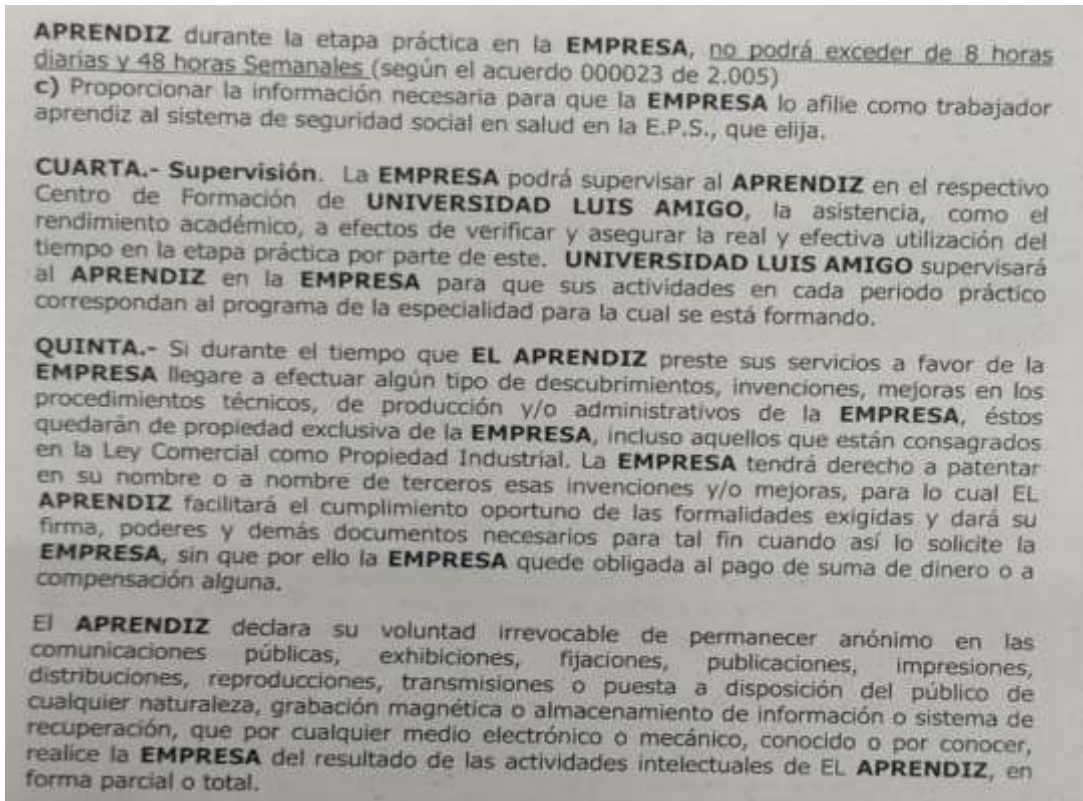 APRENDIZ durante la etapa práctica en la EMPRESA, no podrá exceder de 8 horas
diarias y 48 horas Semanales (según el acuerdo 000023 de 2.005)
c) Proporcionar la información necesaria para que la EMPRESA lo afilie como trabajador
aprendiz al sistema de seguridad social en salud en la E.P.S., que elija.
CUARTA.- Supervisión. La EMPRESA podrá supervisar al APRENDIZ en el respectivo
Centro de Formación de UNIVERSIDAD LUIS AMIGO, la asistencia, como el
rendimiento académico, a efectos de verificar y asegurar la real y efectiva utilización del
tiempo en la etapa práctica por parte de este. UNIVERSIDAD LUIS AMIGO supervisará
al APRENDIZ en la EMPRESA para que sus actividades en cada periodo práctico
correspondan al programa de la especialidad para la cual se está formando.
QUINTA.- Si durante el tiempo que EL APRENDIZ preste sus servicios a favor de la
EMPRESA llegare a efectuar algún tipo de descubrimientos, invenciones, mejoras en los
procedimientos técnicos, de producción y/o administrativos de la EMPRESA, éstos
quedarán de propiedad exclusiva de la EMPRESA, incluso aquellos que están consagrados
en la Ley Comercial como Propiedad Industrial. La EMPRESA tendrá derecho a patentar
en su nombre o a nombre de terceros esas invenciones y/o mejoras, para lo cual EL
APRENDIZ facilitará el cumplimiento oportuno de las formalidades exigidas y dará su
firma, poderes y demás documentos necesarios para tal fin cuando así lo solicite la
EMPRESA, sin que por ello la EMPRESA quede obligada al pago de suma de dinero o a
compensación alguna.
El APRENDIZ declara su voluntad irrevocable de permanecer anónimo en las
comunicaciones públicas, exhibiciones, fijaciones, publicaciones, impresiones,
distribuciones, reproducciones, transmisiones o puesta a disposición del público de
cualquier naturaleza, grabación magnética o almacenamiento de información o sistema de
recuperación, que por cualquier medio electrónico o mecánico, conocido o por conocer,
realice la EMPRESA del resultado de las actividades intelectuales de EL APRENDIZ, en
forma parcial o total.